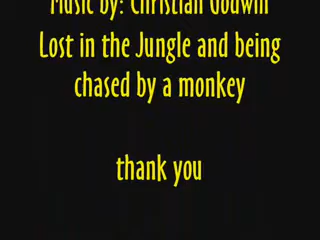 Music by: Christian Godwin
Lost in the Jungle and being
chased by a monkey
thank you